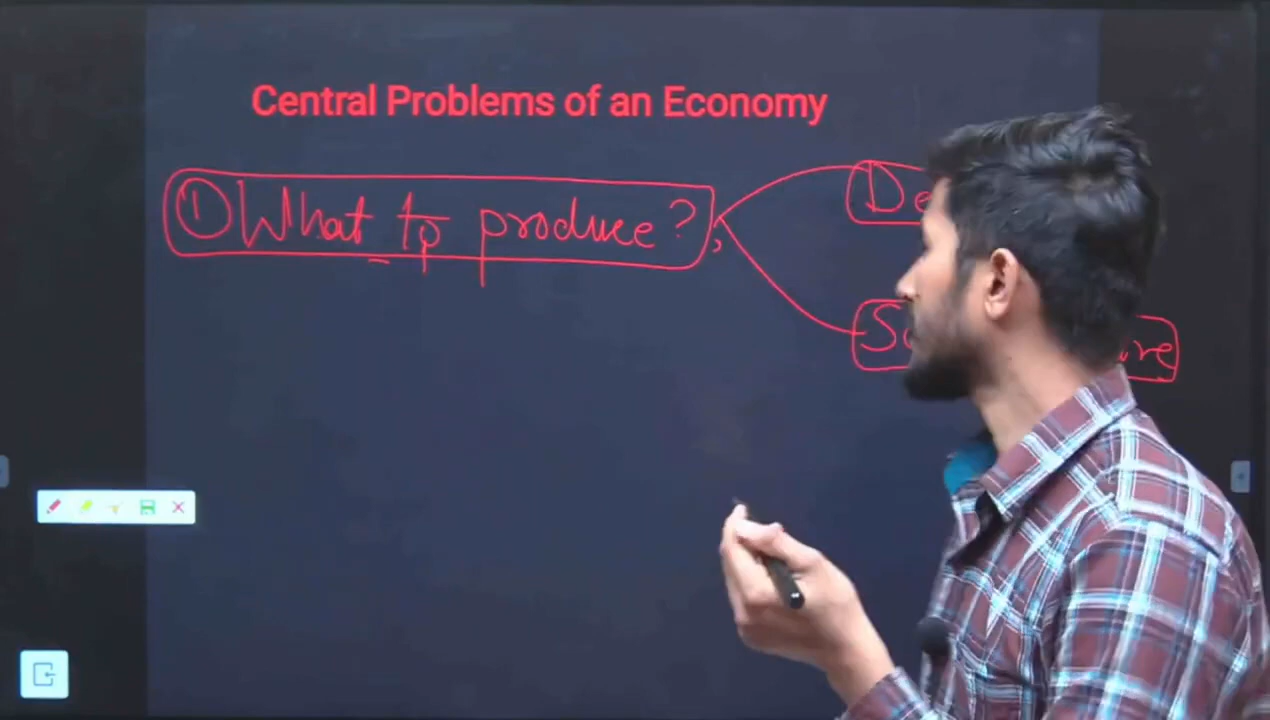 Central Problems of an Economy
① What to produce?